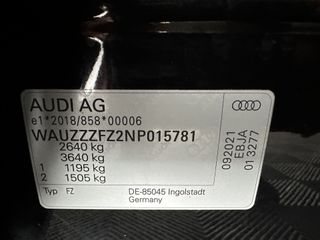 AUDI AG
e1*2018/858*00006
WAUZZZFZ2NP015781
2640 kg
3640 kg
1 1195 kg
2 1505 kg
Typ FZ DE-85045 Ingolstadt
Germany
092021
EBJA
013277